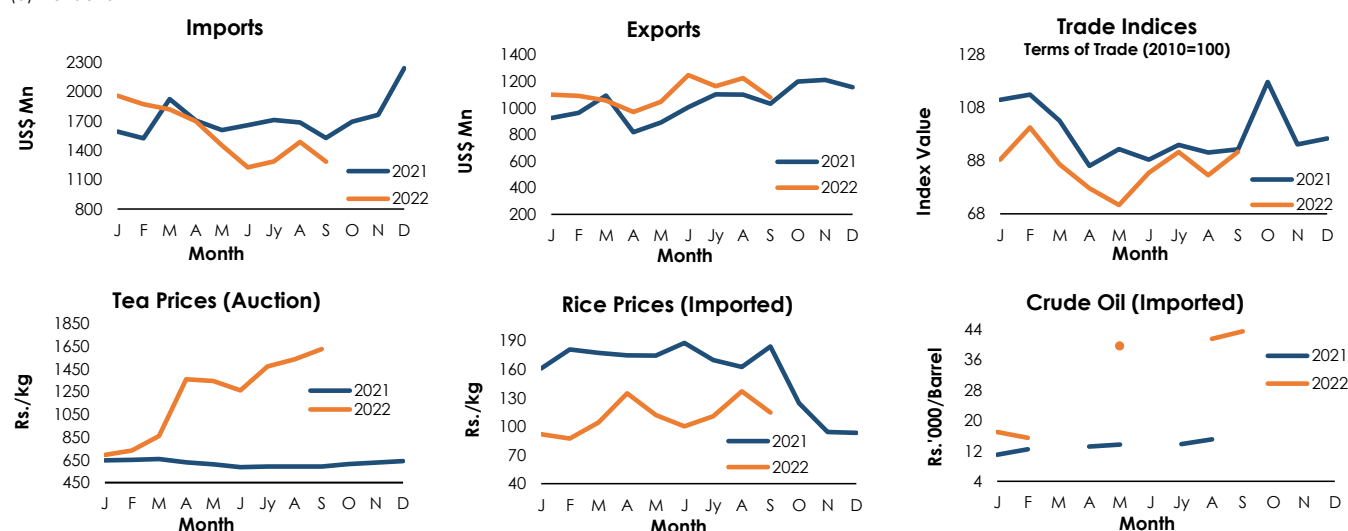 Imports
US$ Mn
2300
2000
1700
1400
1100
800
J F M A M J Jy A S O N D
Month
2021
2022
Exports
US$ Mn
1400
1200
1000
800
600
400
200
J F M A M J Jy A S O N D
Month
2021
2022
Trade Indices
Terms of Trade (2010=100)
Index Value
128
108
88
68
J F M A M J Jy A S O N D
Month
2021
2022
Tea Prices (Auction)
Rs./kg
1850
1650
1450
1250
1050
850
650
450
J F M A M J Jy A S O N D
Month
2021
2022
Rice Prices (Imported)
Rs./kg
190
160
130
100
70
40
J F M A M J Jy A S O N D
Month
2021
2022
Crude Oil (Imported)
Rs.'000/Barrel
44
36
28
20
12
4
J F M A M J Jy A S O N D
Month
2021
2022